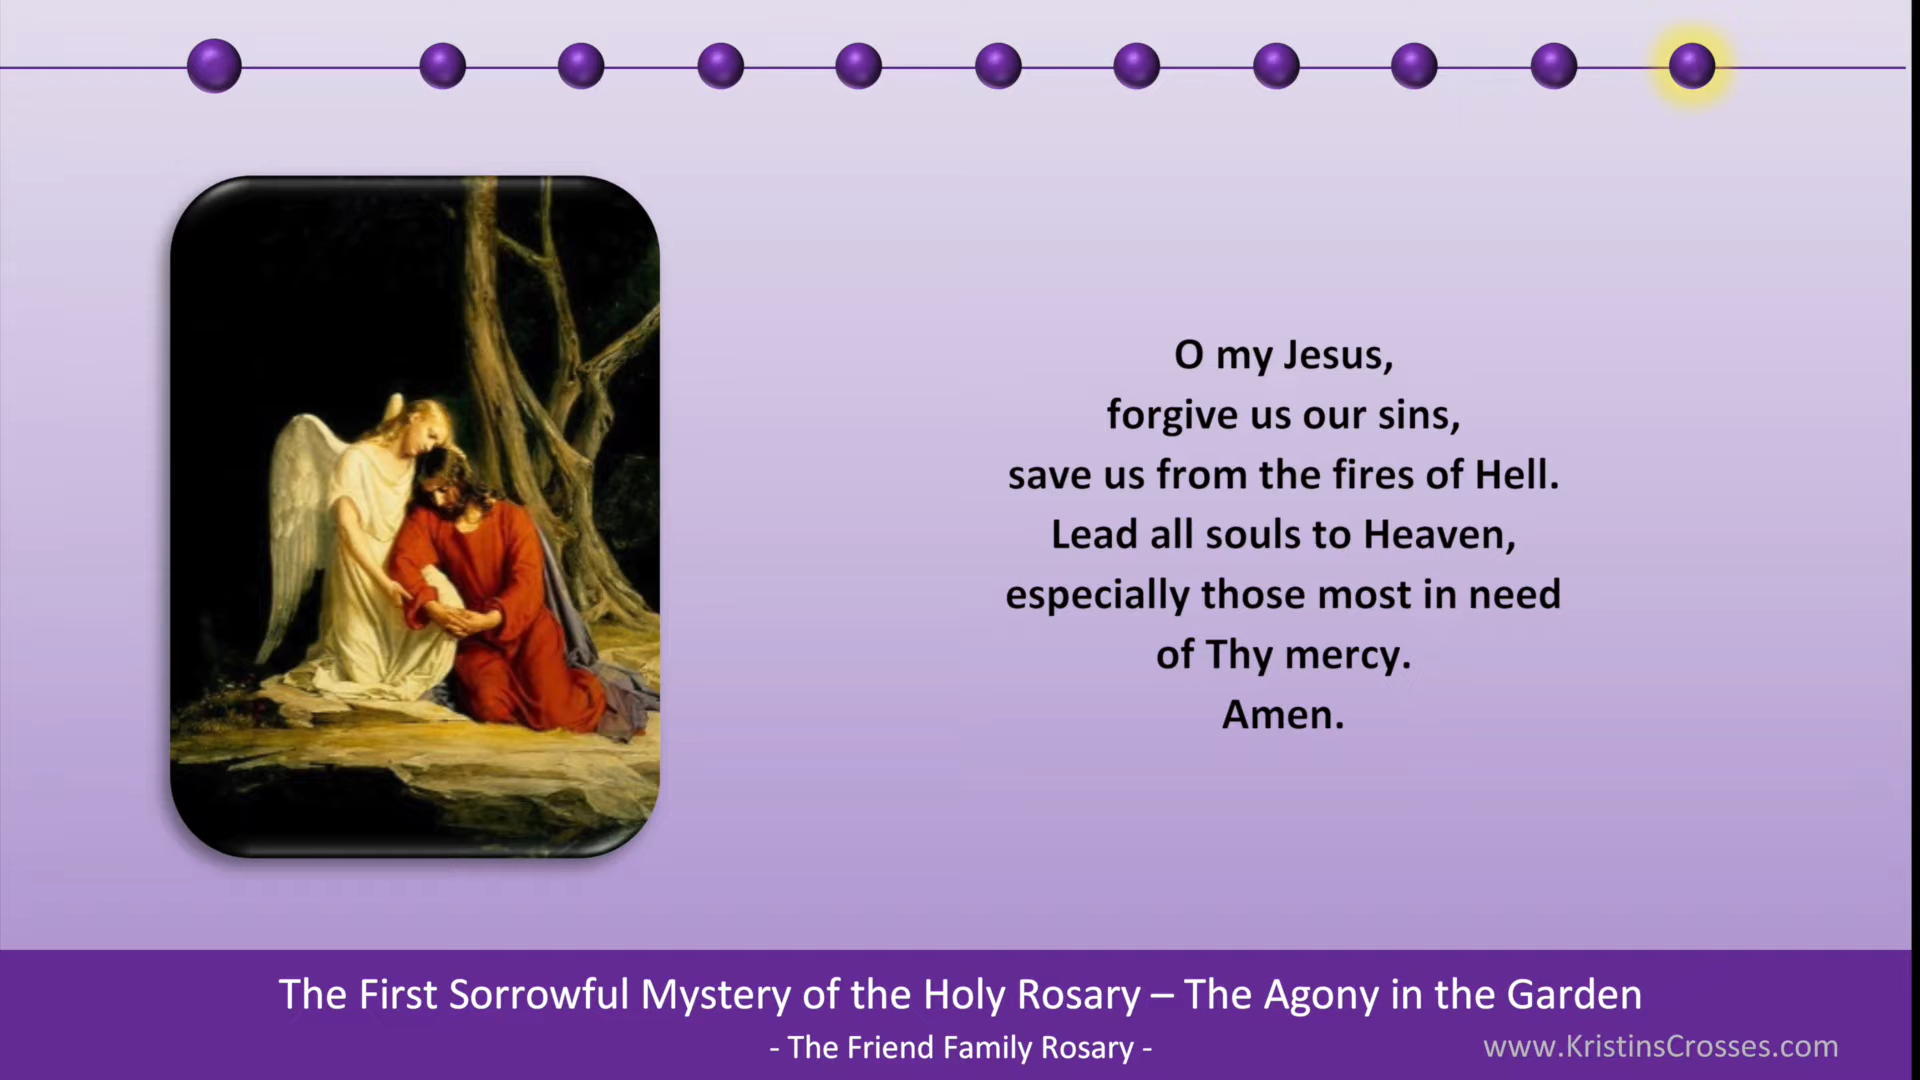 O my Jesus,
forgive us our sins,
save us from the fires of Hell.
Lead all souls to Heaven,
especially those most in need
of Thy mercy.
Amen.
The First Sorrowful Mystery of the Holy Rosary – The Agony in the Garden
- The Friend Family Rosary -
www.KristinsCrosses.com